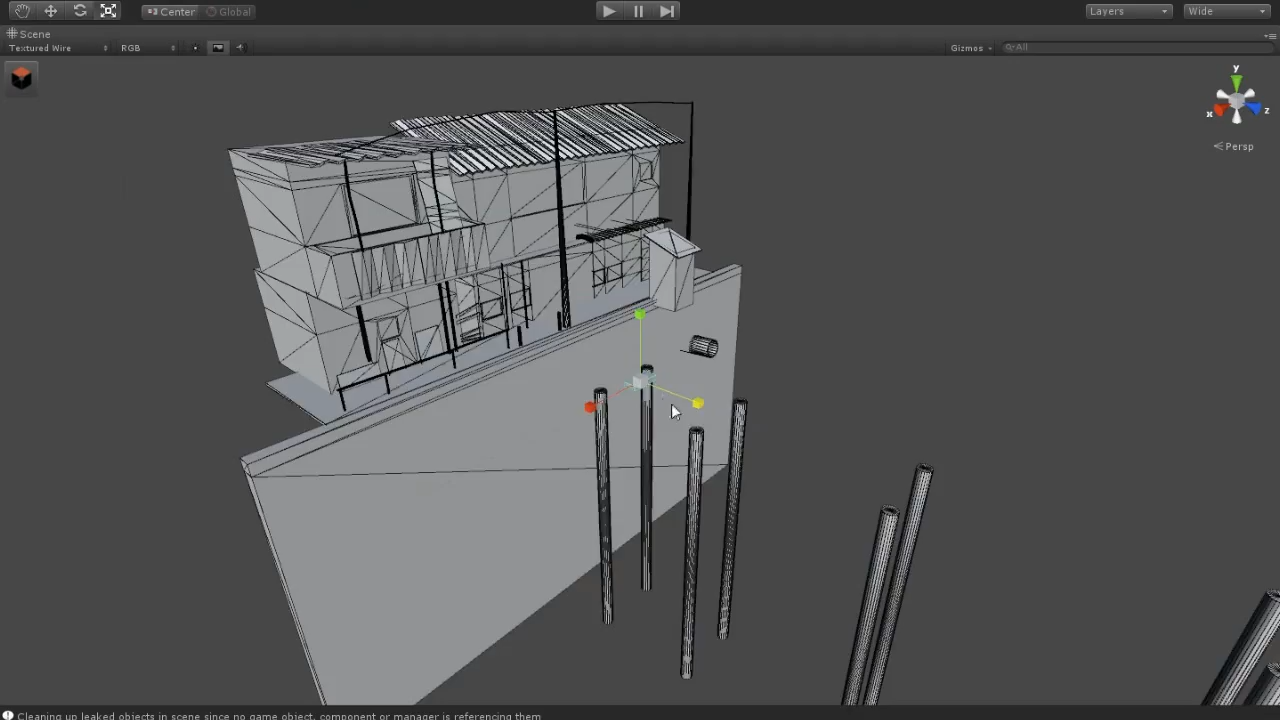 Center Global Layers Wide
Scene
Textured Wire RGB Gizmos All
y
x z
Persp
Cleaning up leaked objects in scene since no game object, component or manager is referencing them